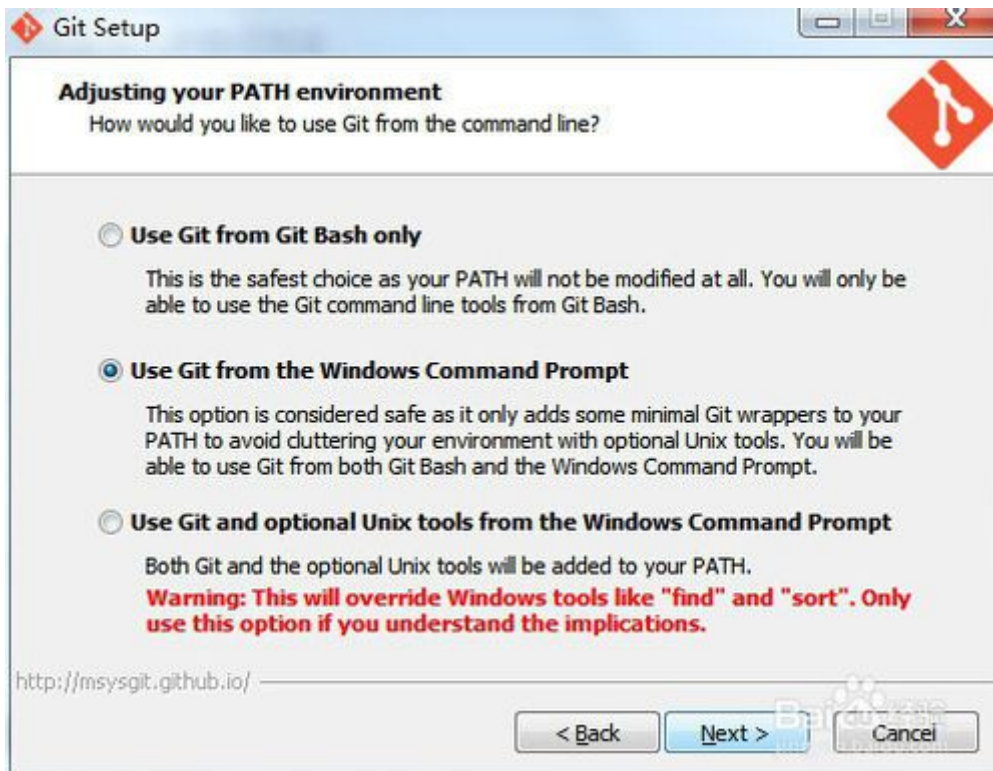 Git Setup
Adjusting your PATH environment
How would you like to use Git from the command line?
Use Git from Git Bash only
This is the safest choice as your PATH will not be modified at all. You will only be
able to use the Git command line tools from Git Bash.
Use Git from the Windows Command Prompt
This option is considered safe as it only adds some minimal Git wrappers to your
PATH to avoid cluttering your environment with optional Unix tools. You will be
able to use Git from both Git Bash and the Windows Command Prompt.
Use Git and optional Unix tools from the Windows Command Prompt
Both Git and the optional Unix tools will be added to your PATH.
Warning: This will override Windows tools like "find" and "sort". Only
use this option if you understand the implications.
http://msysgit.github.io/
< Back
Next >
Cancel
Baidu 经验